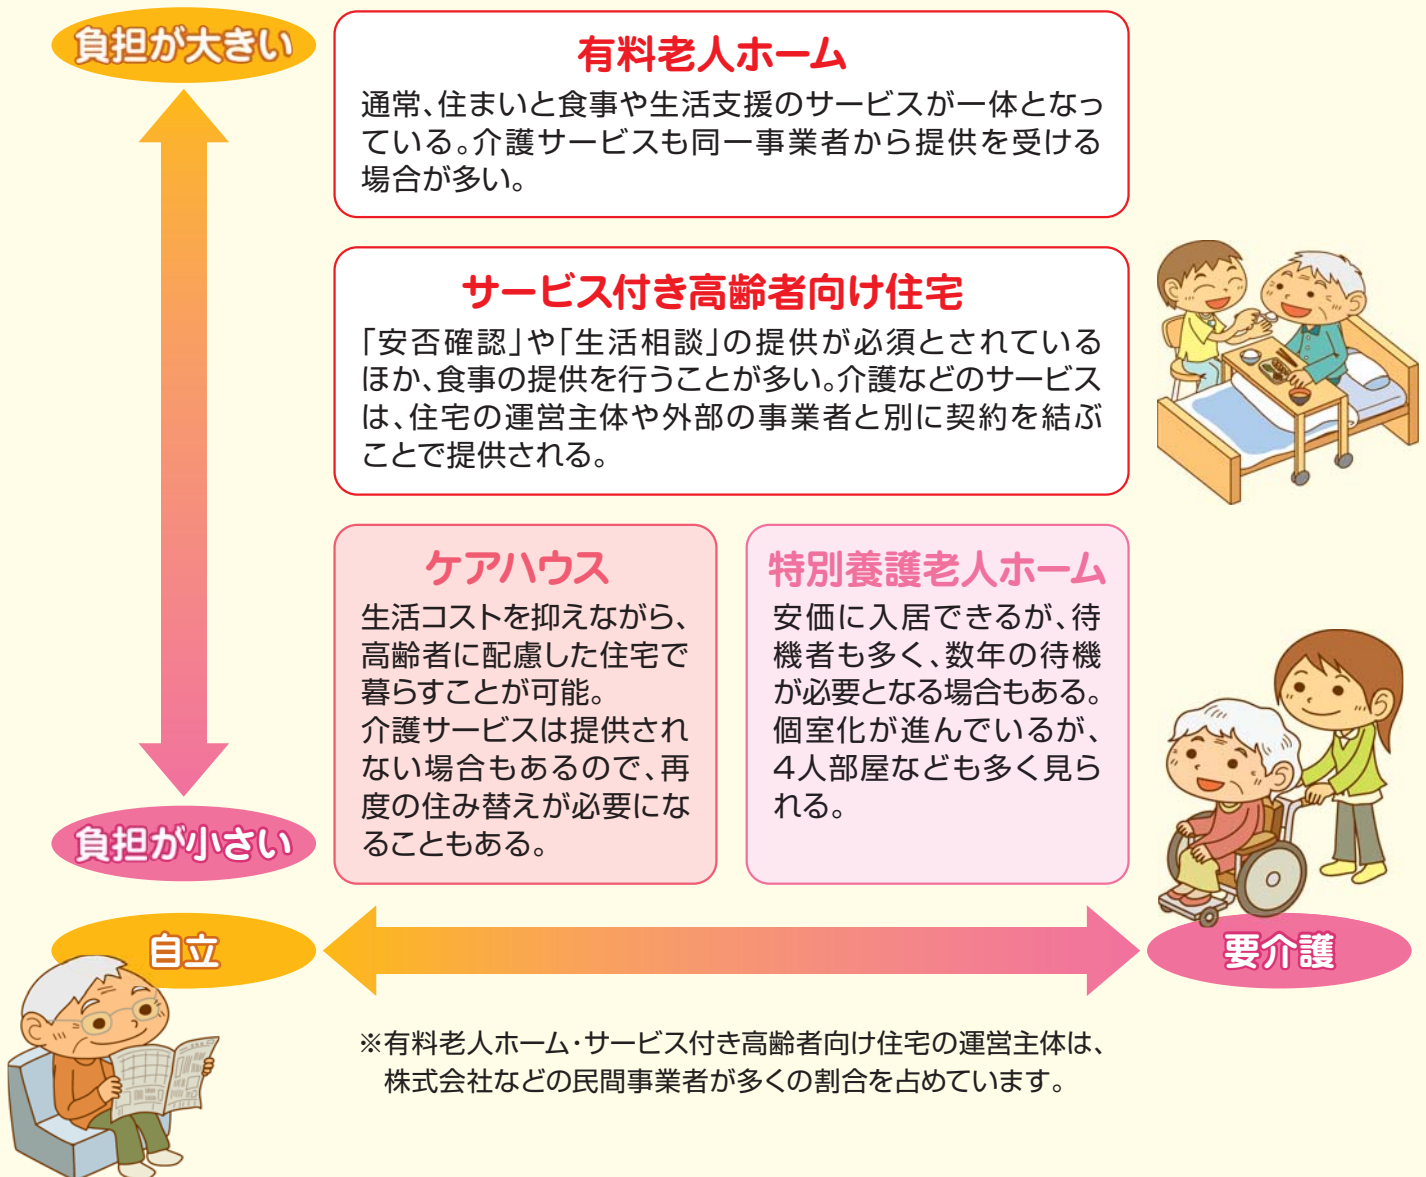 負担が大きい
有料老人ホーム
通常、住まいと食事や生活支援のサービスが一体となっ
ている。介護サービスも同一事業者から提供を受ける
場合が多い。
サービス付き高齢者向け住宅
「安否確認」や「生活相談」の提供が必須とされている
ほか、食事の提供を行うことが多い。介護などのサービス
は、住宅の運営主体や外部の事業者と別に契約を結ぶ
ことで提供される。
ケアハウス
生活コストを抑えながら、
高齢者に配慮した住宅で
暮らすことが可能。
介護サービスは提供され
ない場合もあるので、再
度の住み替えが必要にな
ることもある。
特別養護老人ホーム
安価に入居できるが、待
機者も多く、数年の待機
が必要となる場合もある。
個室化が進んでいるが、
4人部屋なども多く見ら
れる。
負担が小さい
自立
要介護
※有料老人ホーム・サービス付き高齢者向け住宅の運営主体は、
株式会社などの民間事業者が多くの割合を占めています。